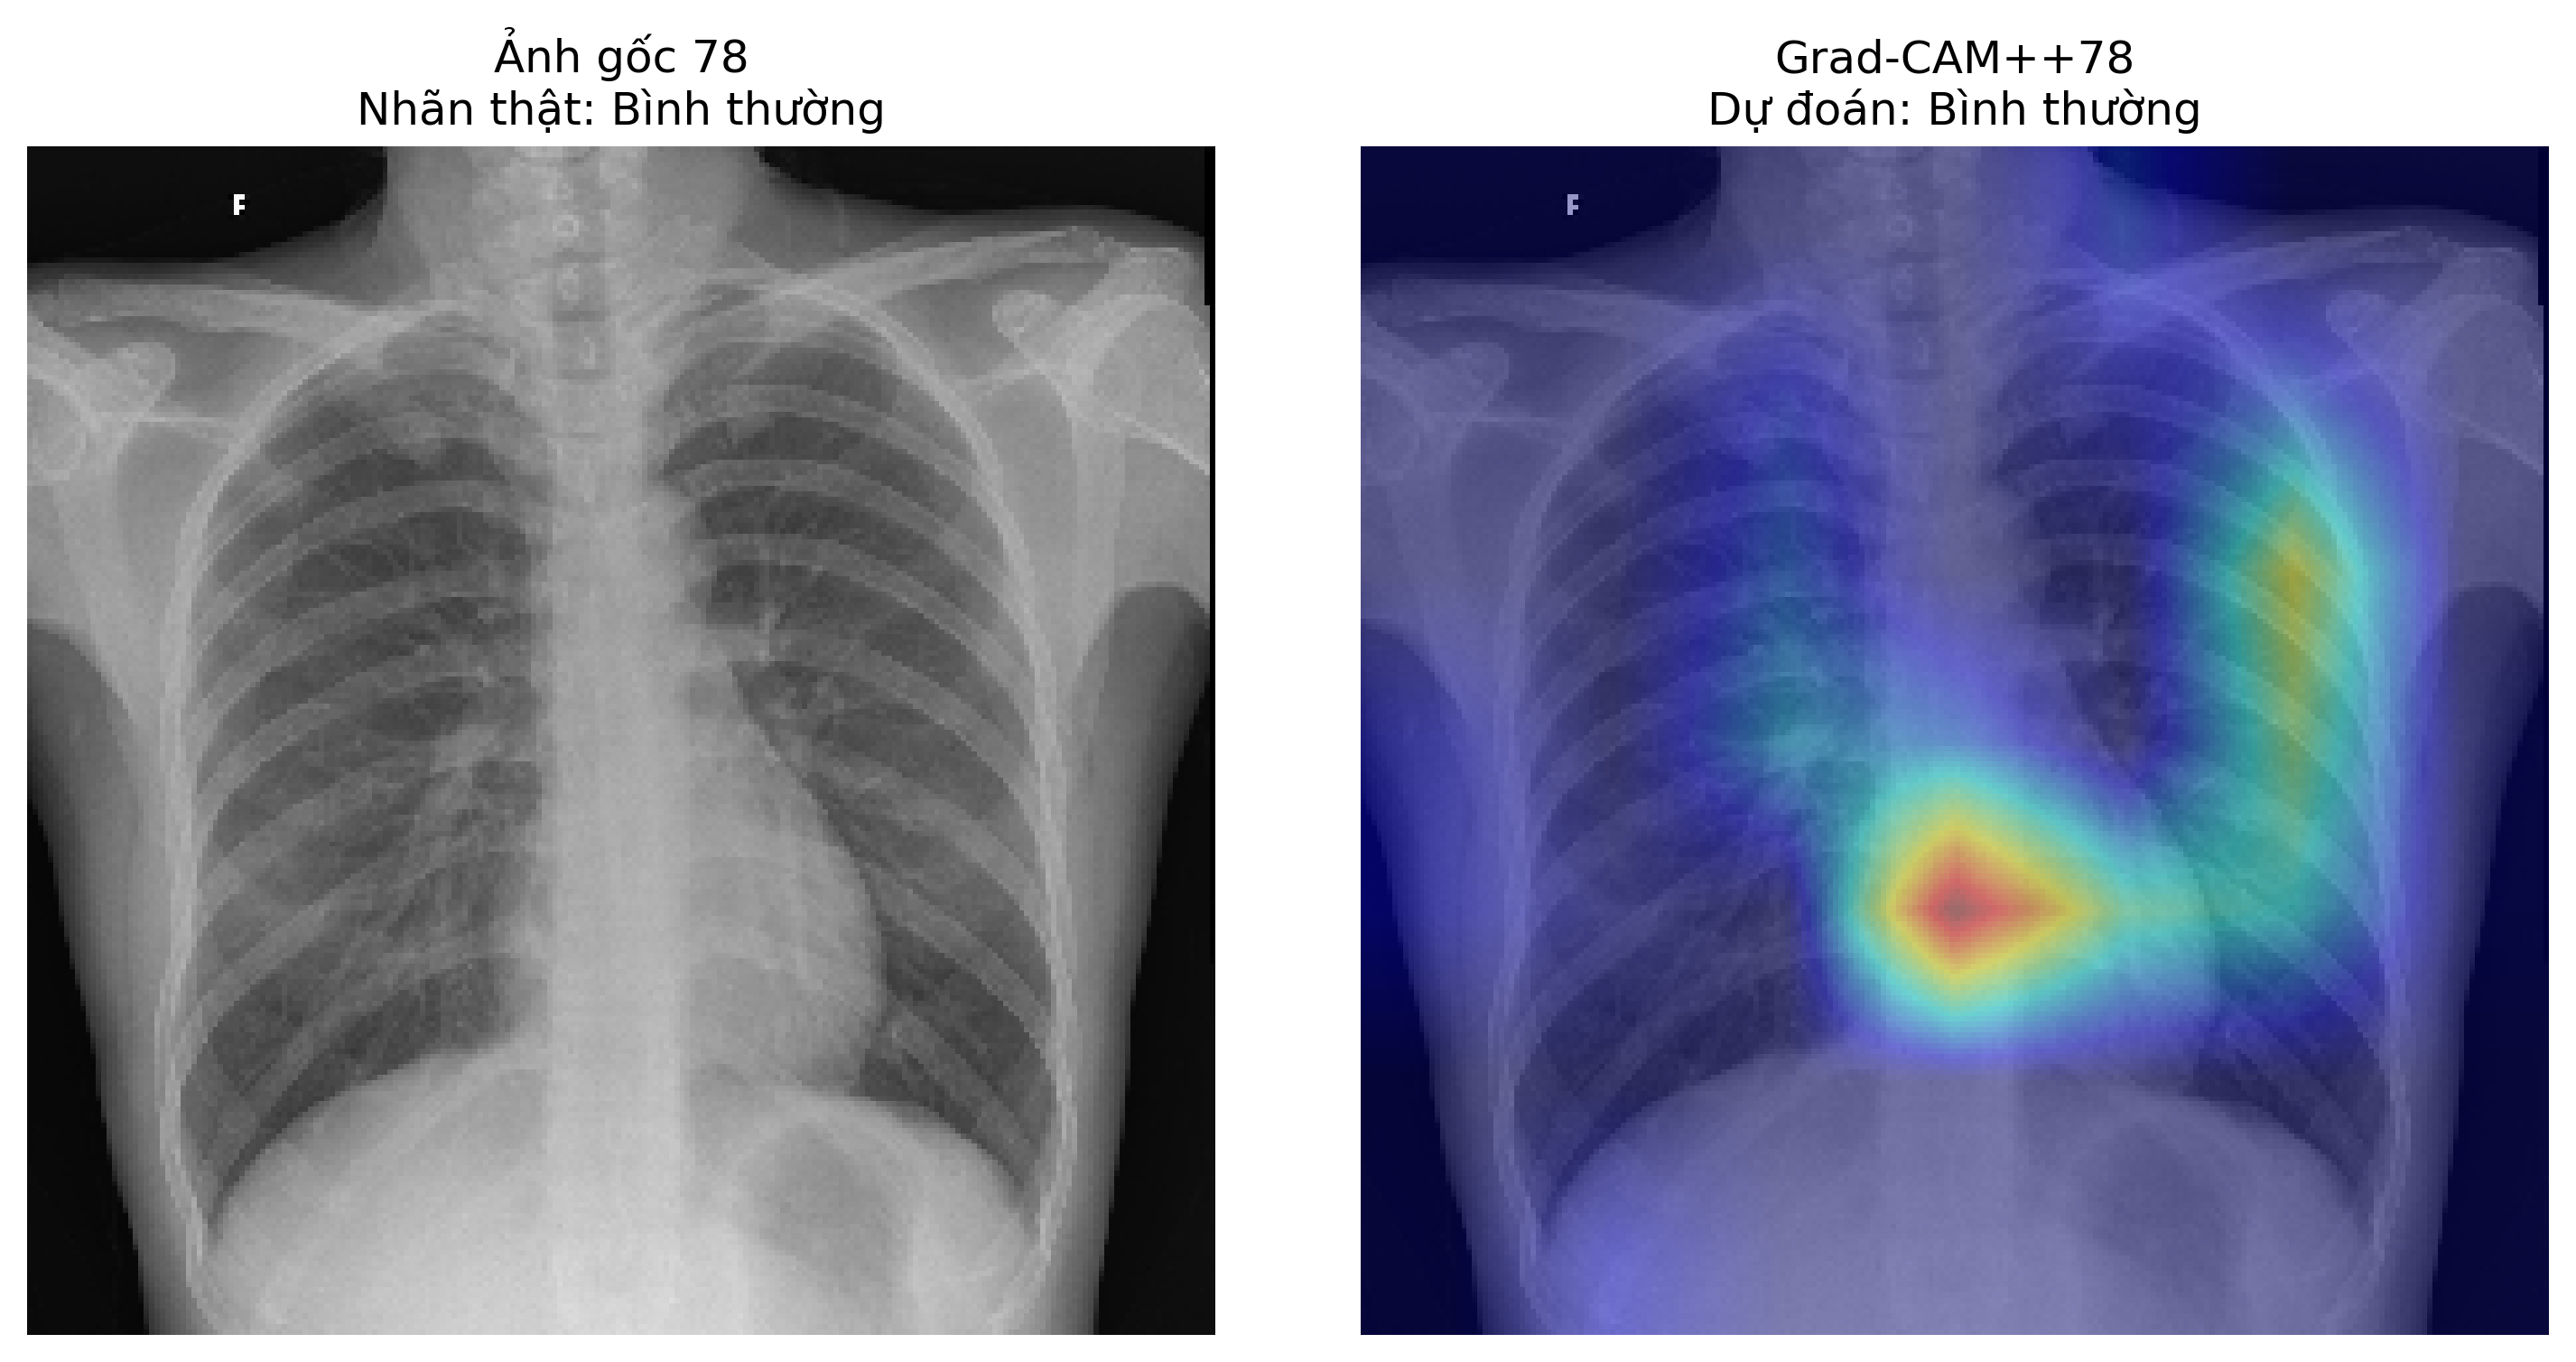 Ảnh gốc 78
Nhãn thật: Bình thường
Grad-CAM++78
Dự đoán: Bình thường
F
F